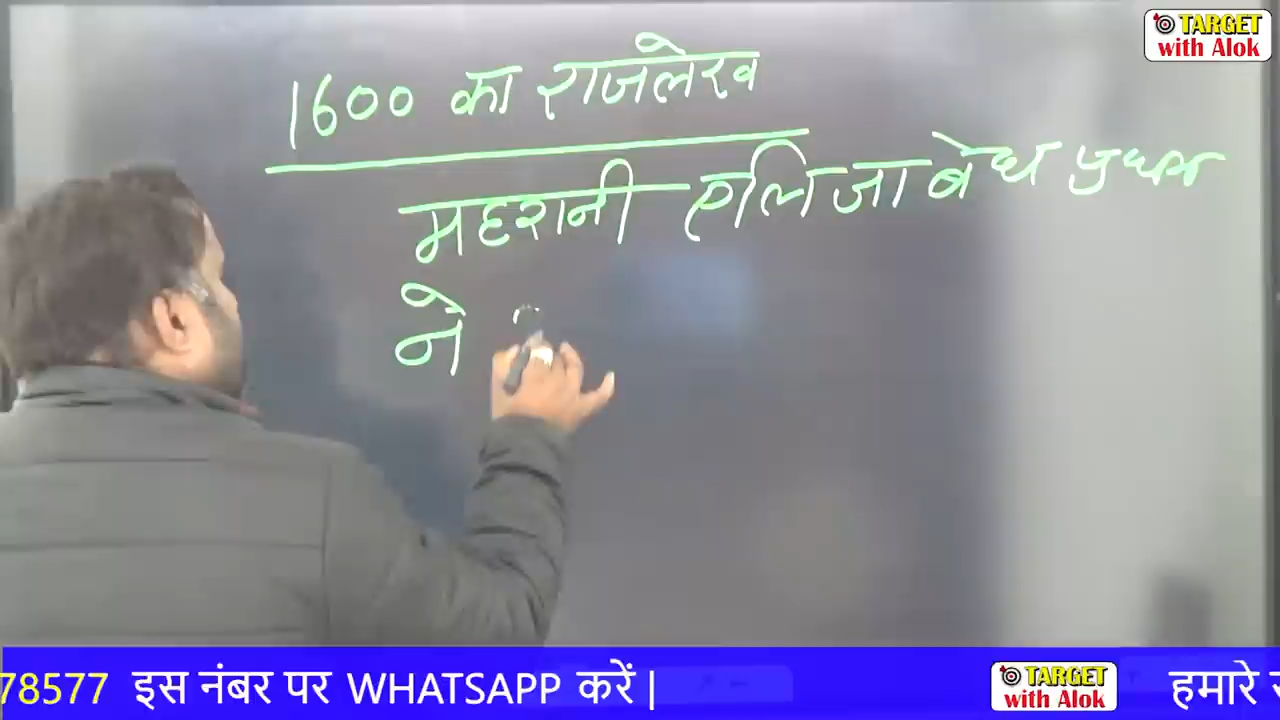 TARGET
with Alok
1600 का राजलेख
महरानी एलिजाबेथ प्रथम
ने
78577 इस नंबर पर WHATSAPP करें |
TARGET
with Alok
हमारे